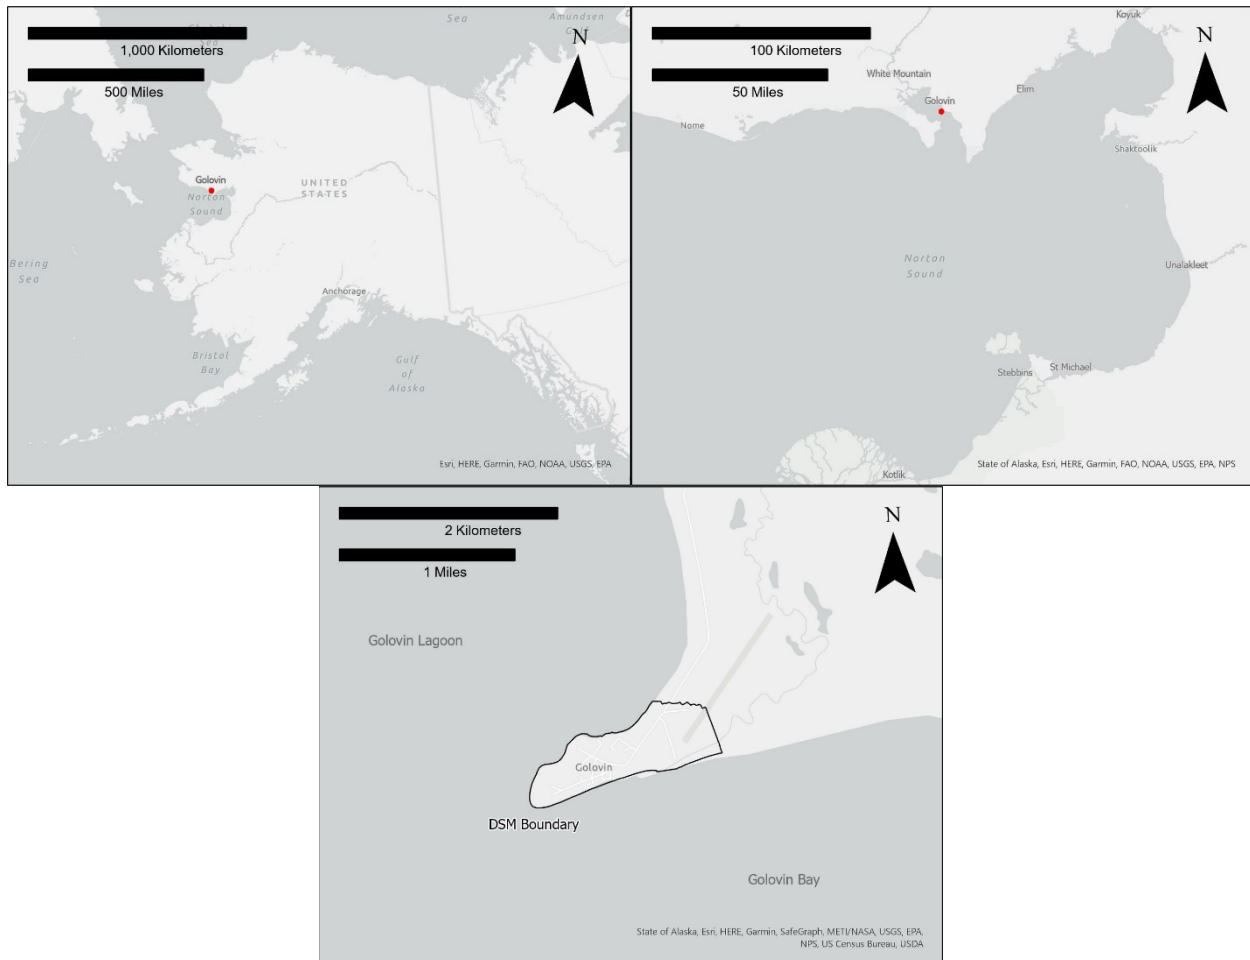 Sea
Amundsen
Gulf
N
1,000 Kilometers
500 Miles
Golovin
Norton
Sound
UNITED
STATES
Bering
Sea
Anchorage
Bristol
Bay
Gulf
of
Alaska
Esri, HERE, Garmin, FAO, NOAA, USGS, EPA
Koyuk
N
100 Kilometers
White Mountain
50 Miles
Elim
Golovin
Nome
Shaktoolik
Norton
Sound
Unalakleet
Stebbins
St Michael
Kotlik
State of Alaska, Esri, HERE, Garmin, FAO, NOAA, USGS, EPA, NPS
N
2 Kilometers
1 Miles
Golovin Lagoon
Golovin
DSM Boundary
Golovin Bay
State of Alaska, Esri, HERE, Garmin, SafeGraph, METI/NASA, USGS, EPA,
NPS, US Census Bureau, USDA